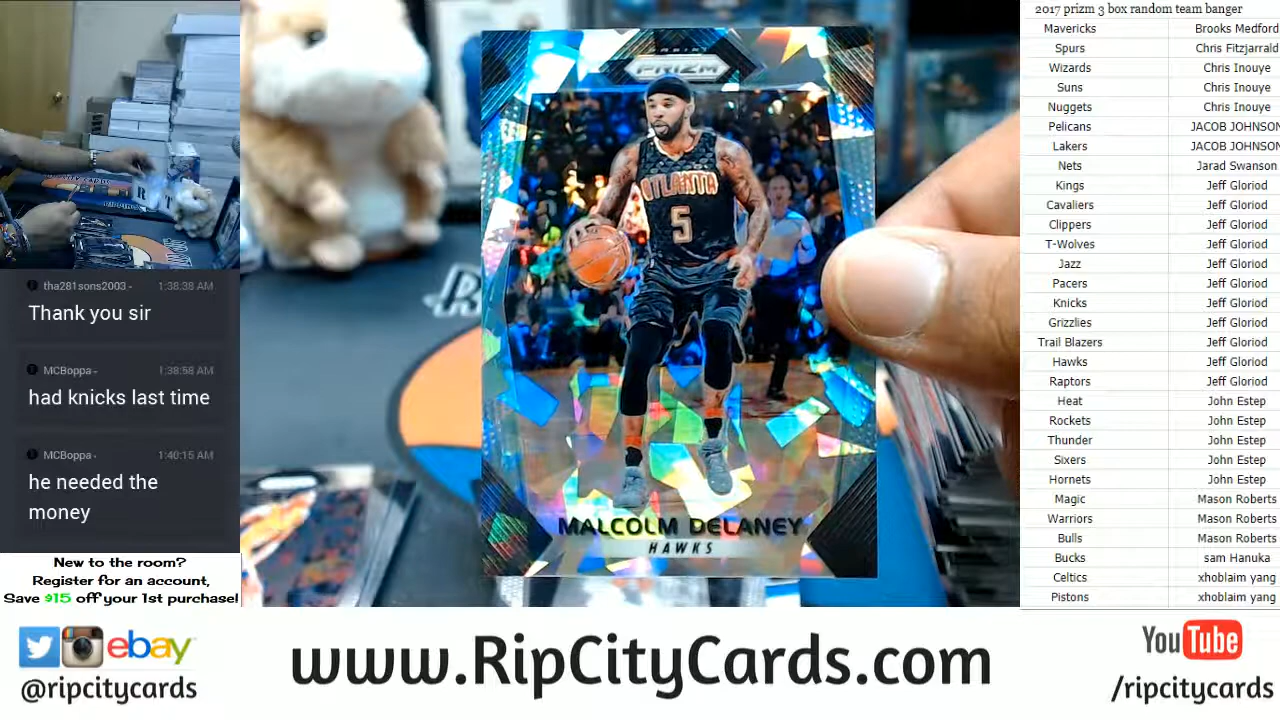 tha281sons2003 - 1:38:38 AM
Thank you sir
MCBoppa - 1:38:58 AM
had knicks last time
MCBoppa - 1:40:15 AM
he needed the
money
New to the room?
Register for an account,
Save $15 off your 1st purchase!
PANINI
PRIZM
ATLANTA
5
MALCOLM DELANEY
HAWKS
2017 prizm 3 box random team banger
Mavericks Brooks Medford
Spurs Chris Fitzjarrald
Wizards Chris Inouye
Suns Chris Inouye
Nuggets Chris Inouye
Pelicans JACOB JOHNSON
Lakers JACOB JOHNSON
Nets Jarad Swanson
Kings Jeff Gloriod
Cavaliers Jeff Gloriod
Clippers Jeff Gloriod
T-Wolves Jeff Gloriod
Jazz Jeff Gloriod
Pacers Jeff Gloriod
Knicks Jeff Gloriod
Grizzlies Jeff Gloriod
Trail Blazers Jeff Gloriod
Hawks Jeff Gloriod
Raptors Jeff Gloriod
Heat John Estep
Rockets John Estep
Thunder John Estep
Sixers John Estep
Hornets John Estep
Magic Mason Roberts
Warriors Mason Roberts
Bulls Mason Roberts
Bucks sam Hanuka
Celtics xhoblaim yang
Pistons xhoblaim yang
ebay
@ripcitycards
www.RipCityCards.com
YouTube
/ripcitycards